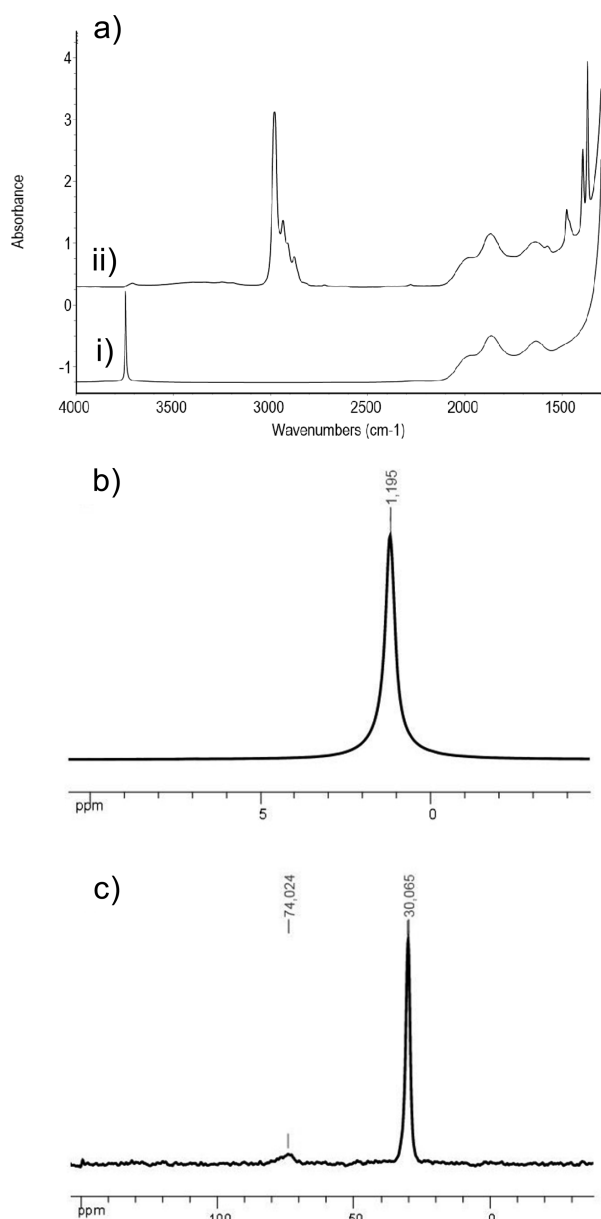 a)
4
3
2
1
0
-1
Absorbance
ii)
i)
4000 3500 3000 2500 2000 1500
Wavenumbers (cm-1)
b)
1,195
ppm 5 0
c)
74,024 30,065
ppm 100 50 0